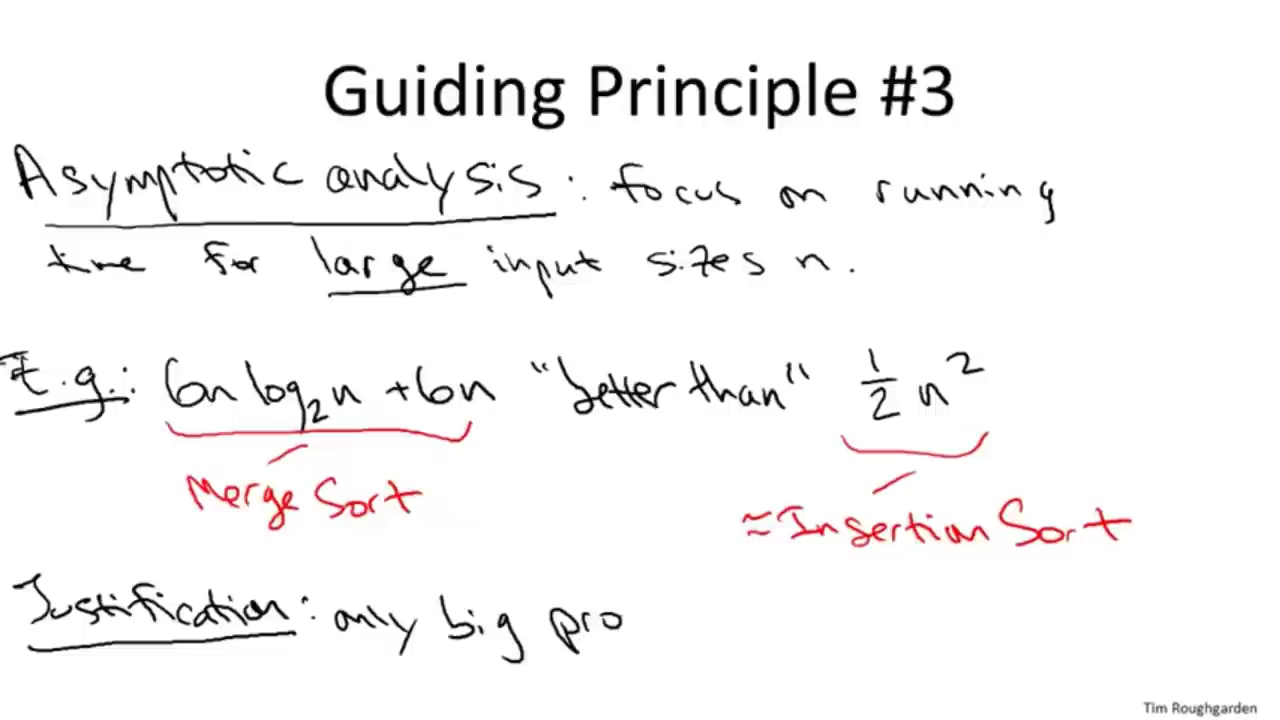 Guiding Principle #3
Asymptotic analysis: focus on running
time for large input sizes n.
E.g.: 6n log₂n + 6n "better than" ½ n²
Merge Sort
≈ Insertion Sort
Justification: only big pro
Tim Roughgarden